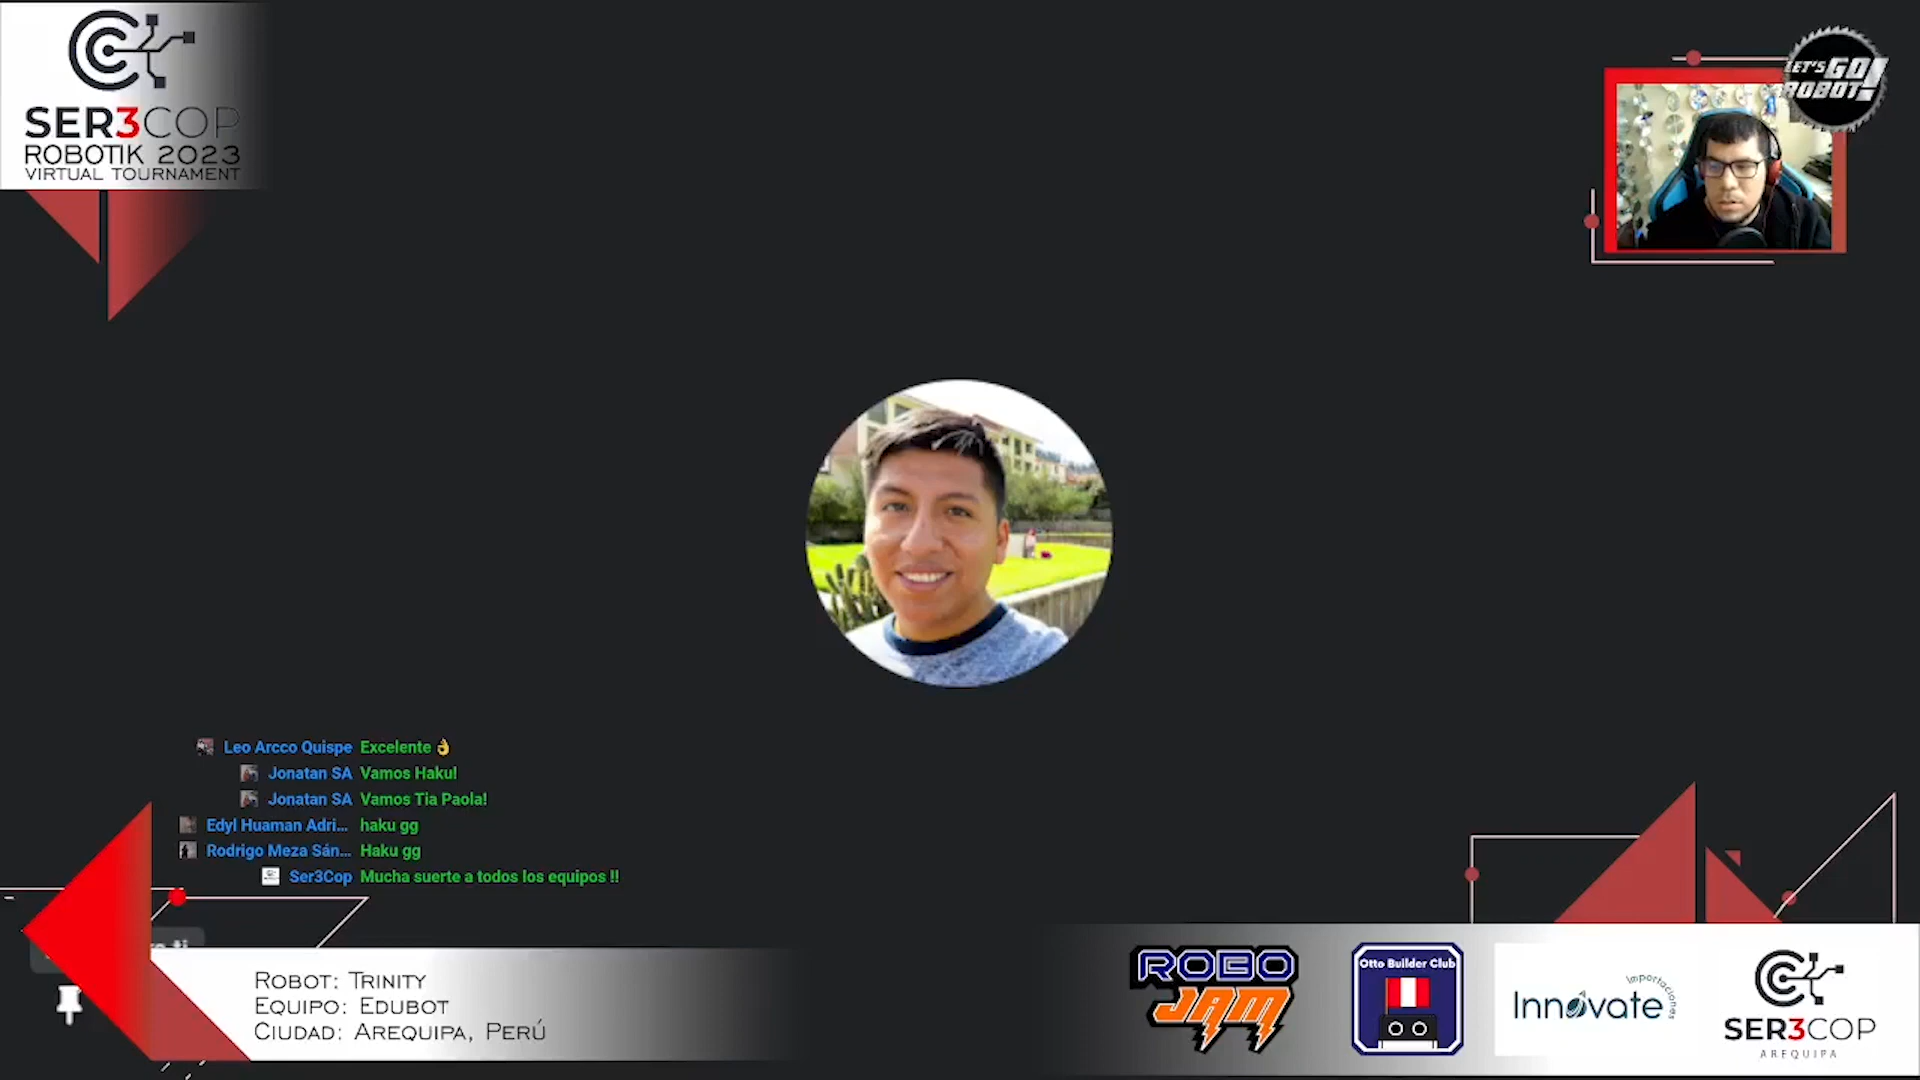 SER3COP
ROBOTIK 2023
VIRTUAL TOURNAMENT
LET'S GO
ROBOT!
Leo Arcco Quispe Excelente 👌
Jonatan SA Vamos Haku!
Jonatan SA Vamos Tia Paola!
Edyl Huaman Adri... haku gg
Rodrigo Meza Sán... Haku gg
Ser3Cop Mucha suerte a todos los equipos !!
Robot: Trinity
Equipo: Edubot
Ciudad: Arequipa, Perú
ROBO
JAM
Otto Builder Club
Innóvate
importaciones
SER3COP
AREQUIPA